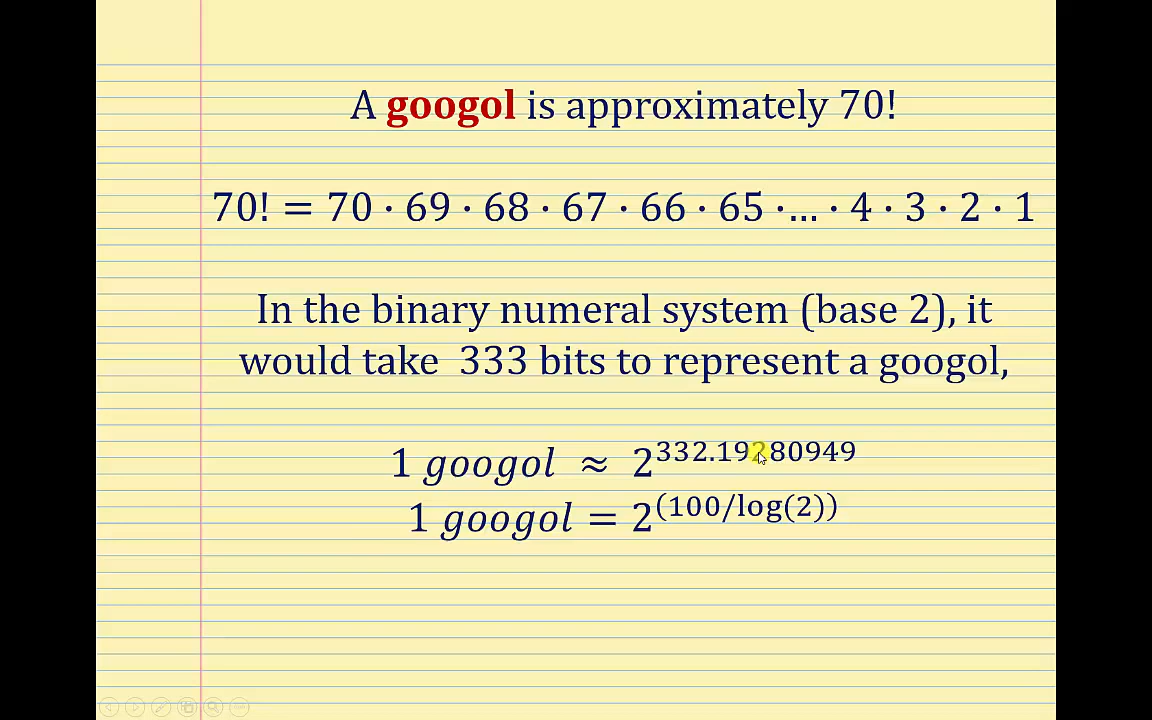 A googol is approximately 70!
70! = 70 · 69 · 68 · 67 · 66 · 65 · … · 4 · 3 · 2 · 1
In the binary numeral system (base 2), it
would take 333 bits to represent a googol,
1 googol ≈ 2^332.19280949
1 googol = 2^(100/log(2))